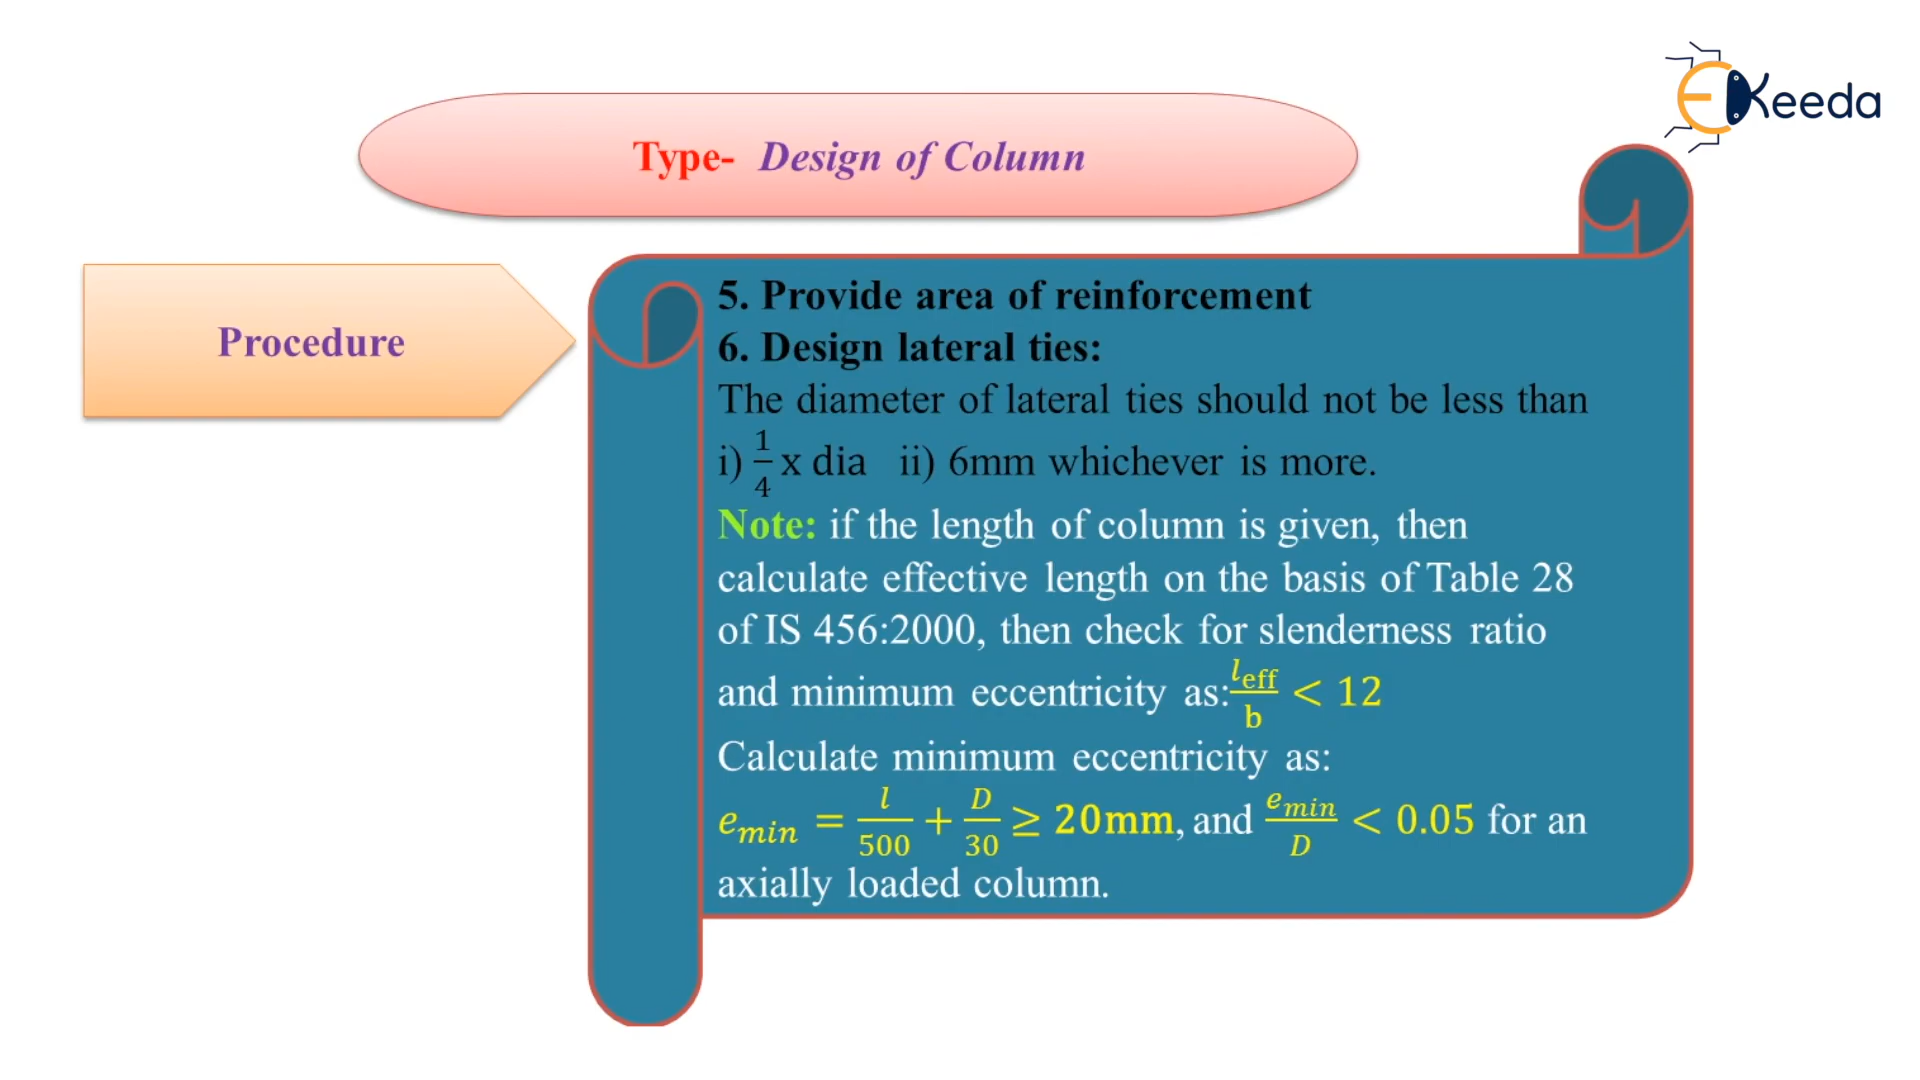 EKeeda
Type- Design of Column
Procedure
5. Provide area of reinforcement
6. Design lateral ties:
The diameter of lateral ties should not be less than
i) 1/4 x dia ii) 6mm whichever is more.
Note: if the length of column is given, then
calculate effective length on the basis of Table 28
of IS 456:2000, then check for slenderness ratio
and minimum eccentricity as: l_eff/b < 12
Calculate minimum eccentricity as:
e_min = l/500 + D/30 ≥ 20mm, and e_min/D < 0.05 for an
axially loaded column.